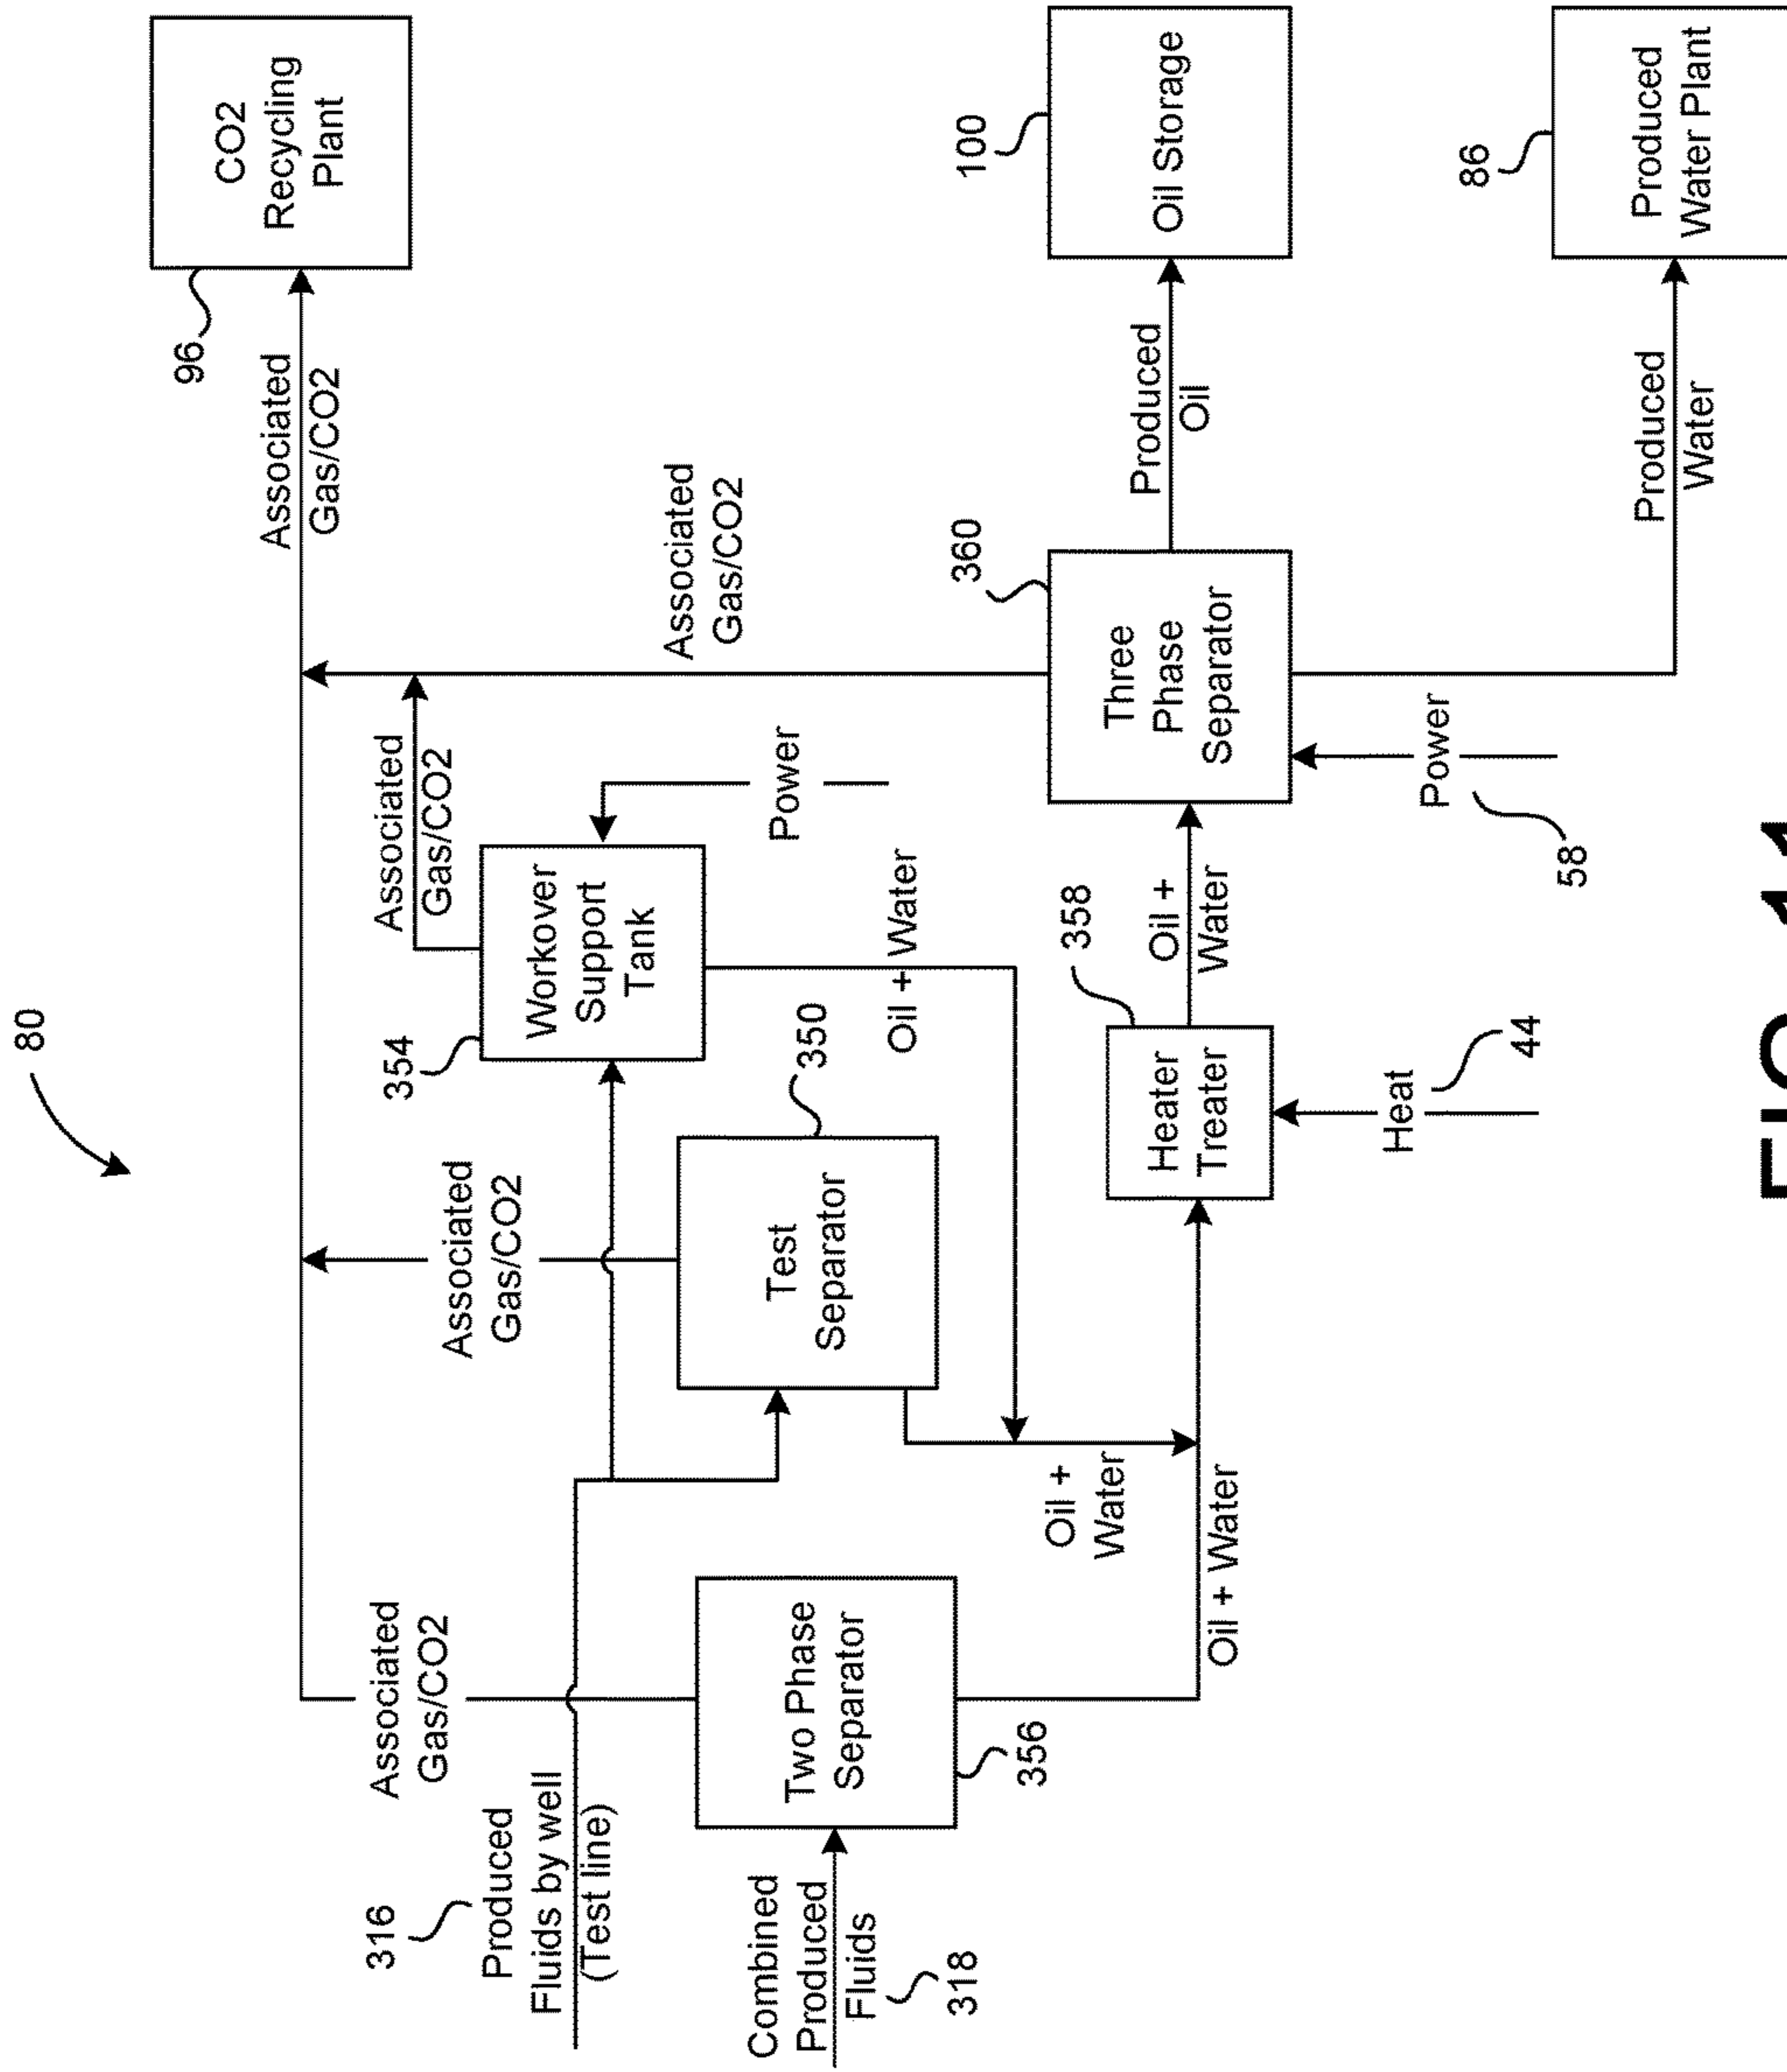 80
CO2
Recycling
Plant
96
Associated
Gas/CO2
Associated
Gas/CO2
Associated
Gas/CO2
Associated
Gas/CO2
Associated
Gas/CO2
316
Produced
Fluids by well
(Test line)
Combined
Produced
Fluids
318
Two Phase
Separator
356
Test
Separator
350
354
Workover
Support
Tank
Power
Oil + Water
Oil +
Water
Oil + Water
Heater
Treater
358
Heat
44
Oil +
Water
Three
Phase
Separator
360
Power
58
Produced
Oil
Oil Storage
100
Produced
Water
Produced
Water Plant
86
FIG. 11